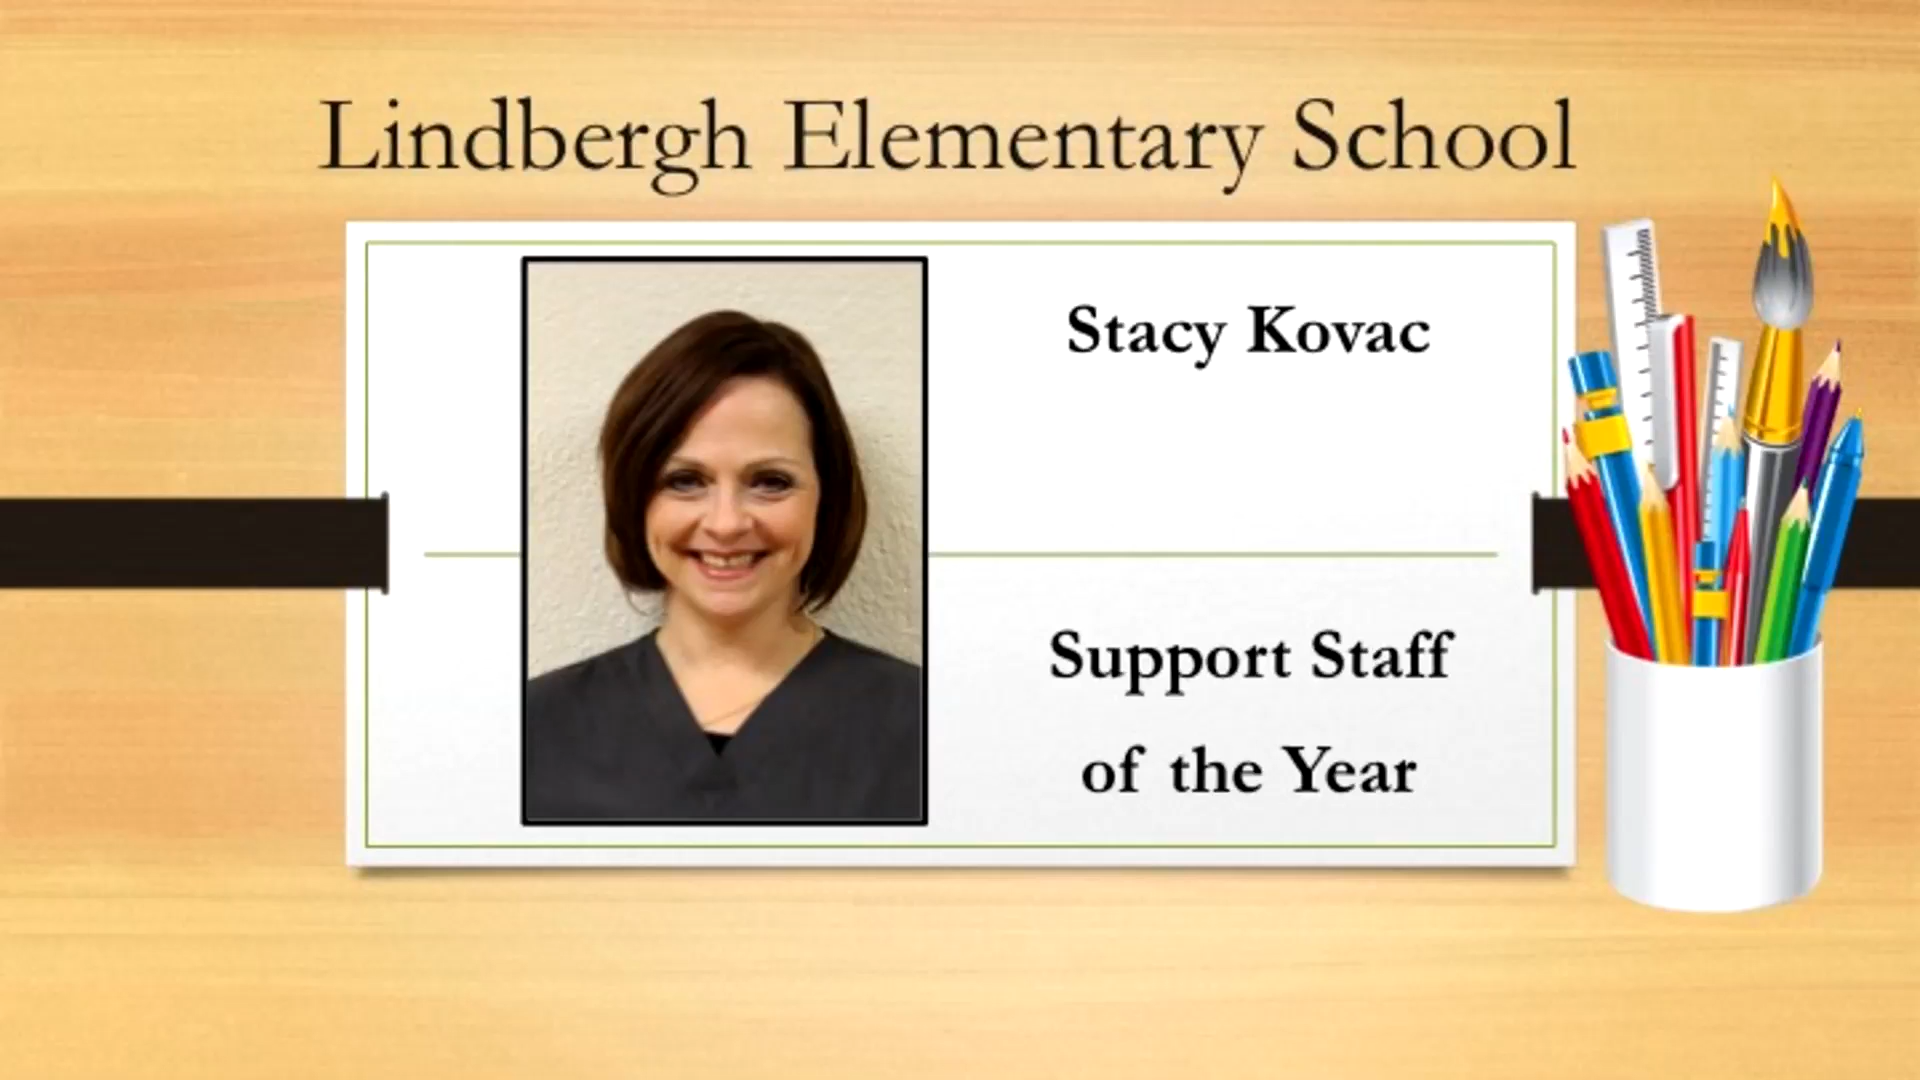 Lindbergh Elementary School
Stacy Kovac
Support Staff
of the Year